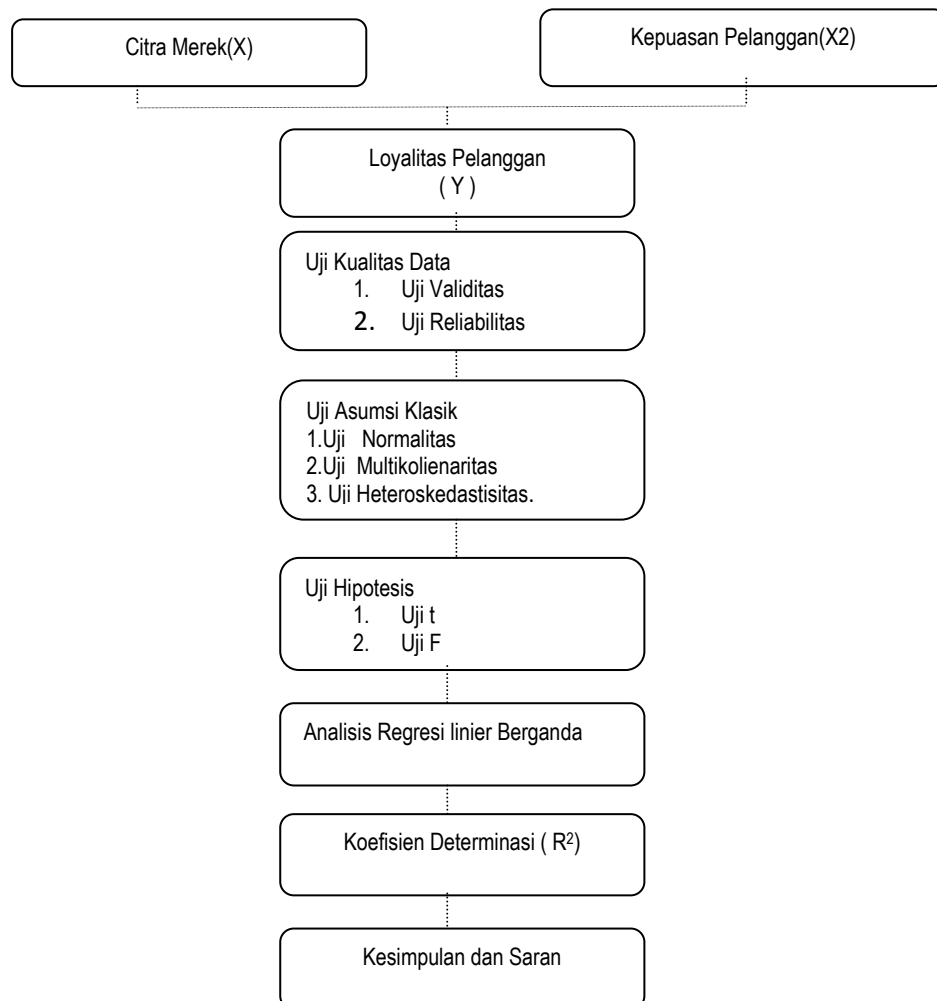 Citra Merek(X)
Kepuasan Pelanggan(X2)
Loyalitas Pelanggan
( Y )
Uji Kualitas Data
1. Uji Validitas
2. Uji Reliabilitas
Uji Asumsi Klasik
1.Uji Normalitas
2.Uji Multikolienaritas
3. Uji Heteroskedastisitas.
Uji Hipotesis
1. Uji t
2. Uji F
Analisis Regresi linier Berganda
Koefisien Determinasi ( R²)
Kesimpulan dan Saran